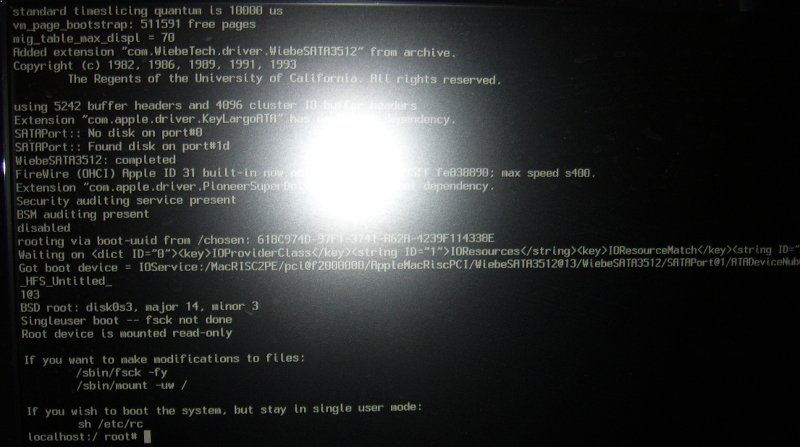 standard timeslicing quantum is 10000 us
vm_page_bootstrap: 511591 free pages
mig_table_max_displ = 70
Added extension "com.WiebeTech.driver.WiebeSATA3512" from archive.
Copyright (c) 1982, 1986, 1989, 1991, 1993
The Regents of the University of California. All rights reserved.
using 5242 buffer headers and 4096 cluster IO buffer headers
Extension "com.apple.driver.KeyLargoATA" has dependency.
SATAPort:: No disk on port#0
SATAPort:: Found disk on port#1d
WiebeSATA3512: completed
FireWire (OHCI) Apple ID 31 built-in now fe038890; max speed s400.
Extension "com.apple.driver.PioneerSuperDrive dependency.
Security auditing service present
BSM auditing present
disabled
rooting via boot-uuid from /chosen: 618C974D-97F1-3741-A62A-4239F114338E
Waiting on <dict ID="0"><key>IOProviderClass</key><string ID="1">IOResources</string><key>IOResourceMatch</key><string ID="
Got boot device = IOService:/MacRISC2PE/pci@f2000000/AppleMacRiscPCI/WiebeSATA3512@13/WiebeSATA3512/SATAPort@1/ATADeviceNub
_HFS_Untitled_
1@3
BSD root: disk0s3, major 14, minor 3
Singleuser boot -- fsck not done
Root device is mounted read-only
If you want to make modifications to files:
/sbin/fsck -fy
/sbin/mount -uw /
If you wish to boot the system, but stay in single user mode:
sh /etc/rc
localhost:/ root#